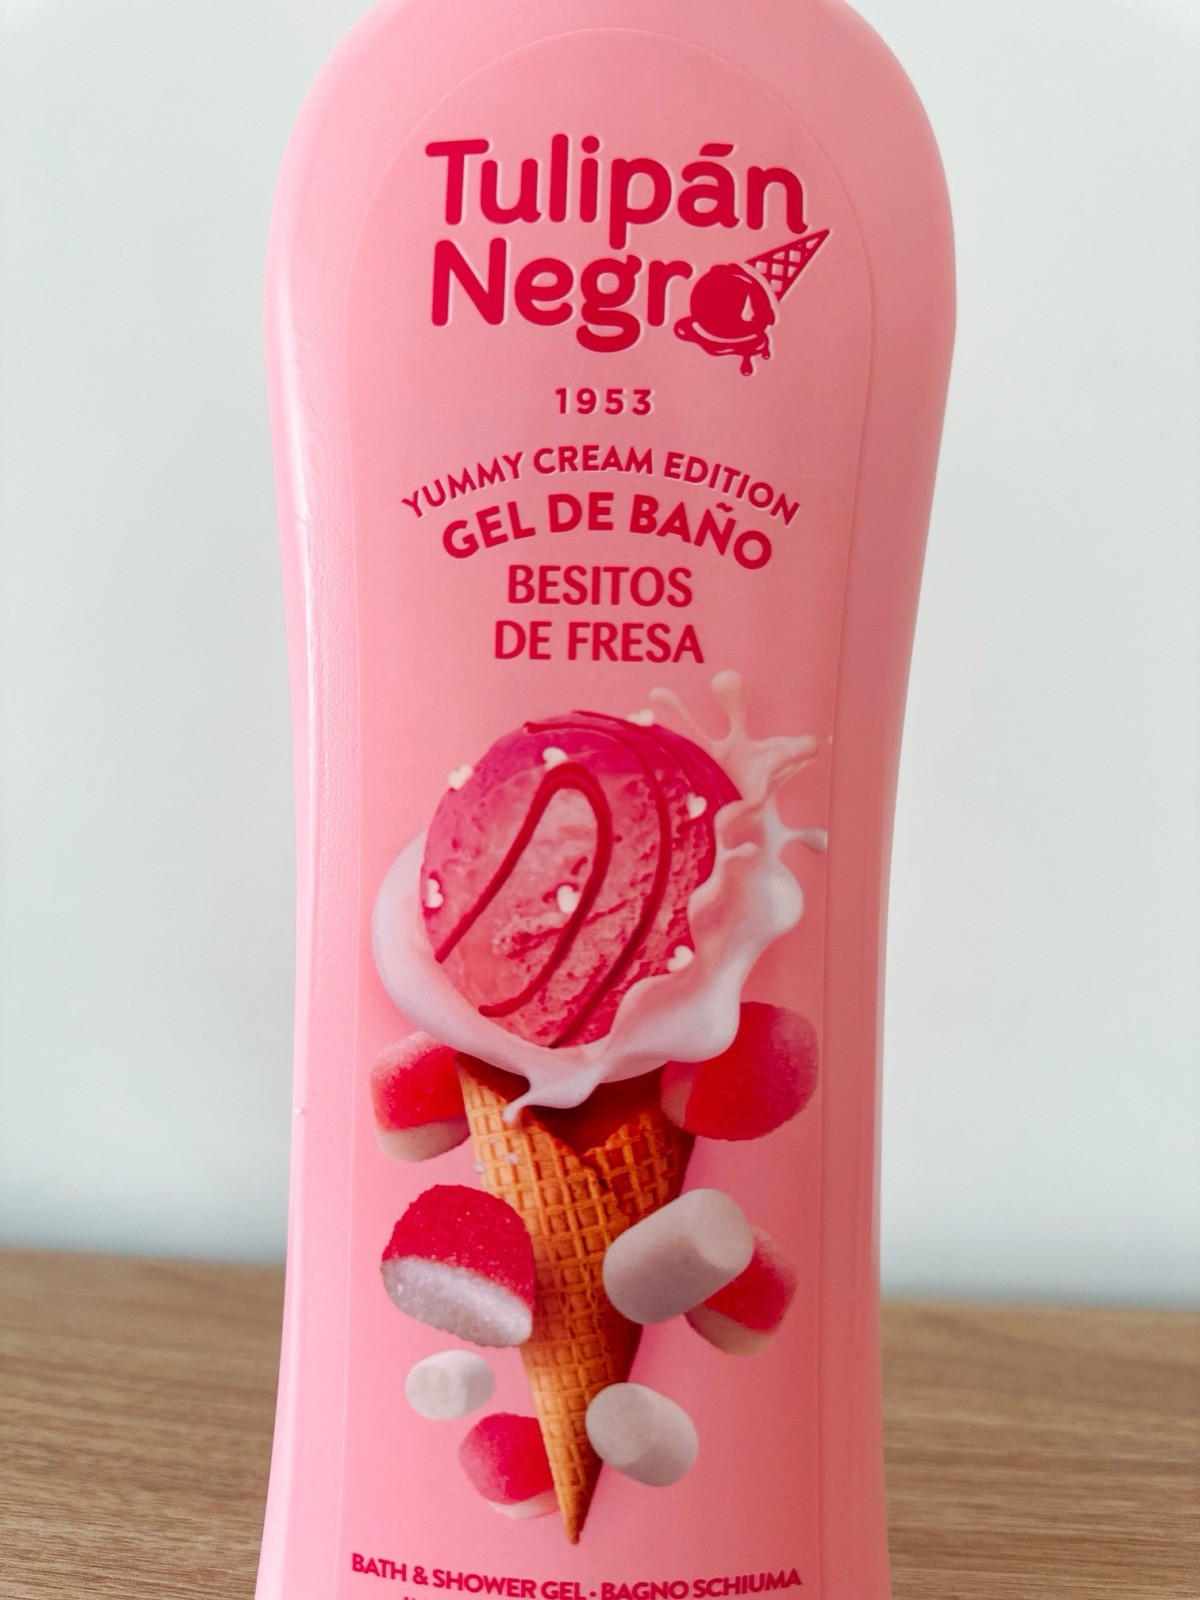 Tulipán
Negro
1953
YUMMY CREAM EDITION
GEL DE BAÑO
BESITOS
DE FRESA
BATH & SHOWER GEL · BAGNO SCHIUMA